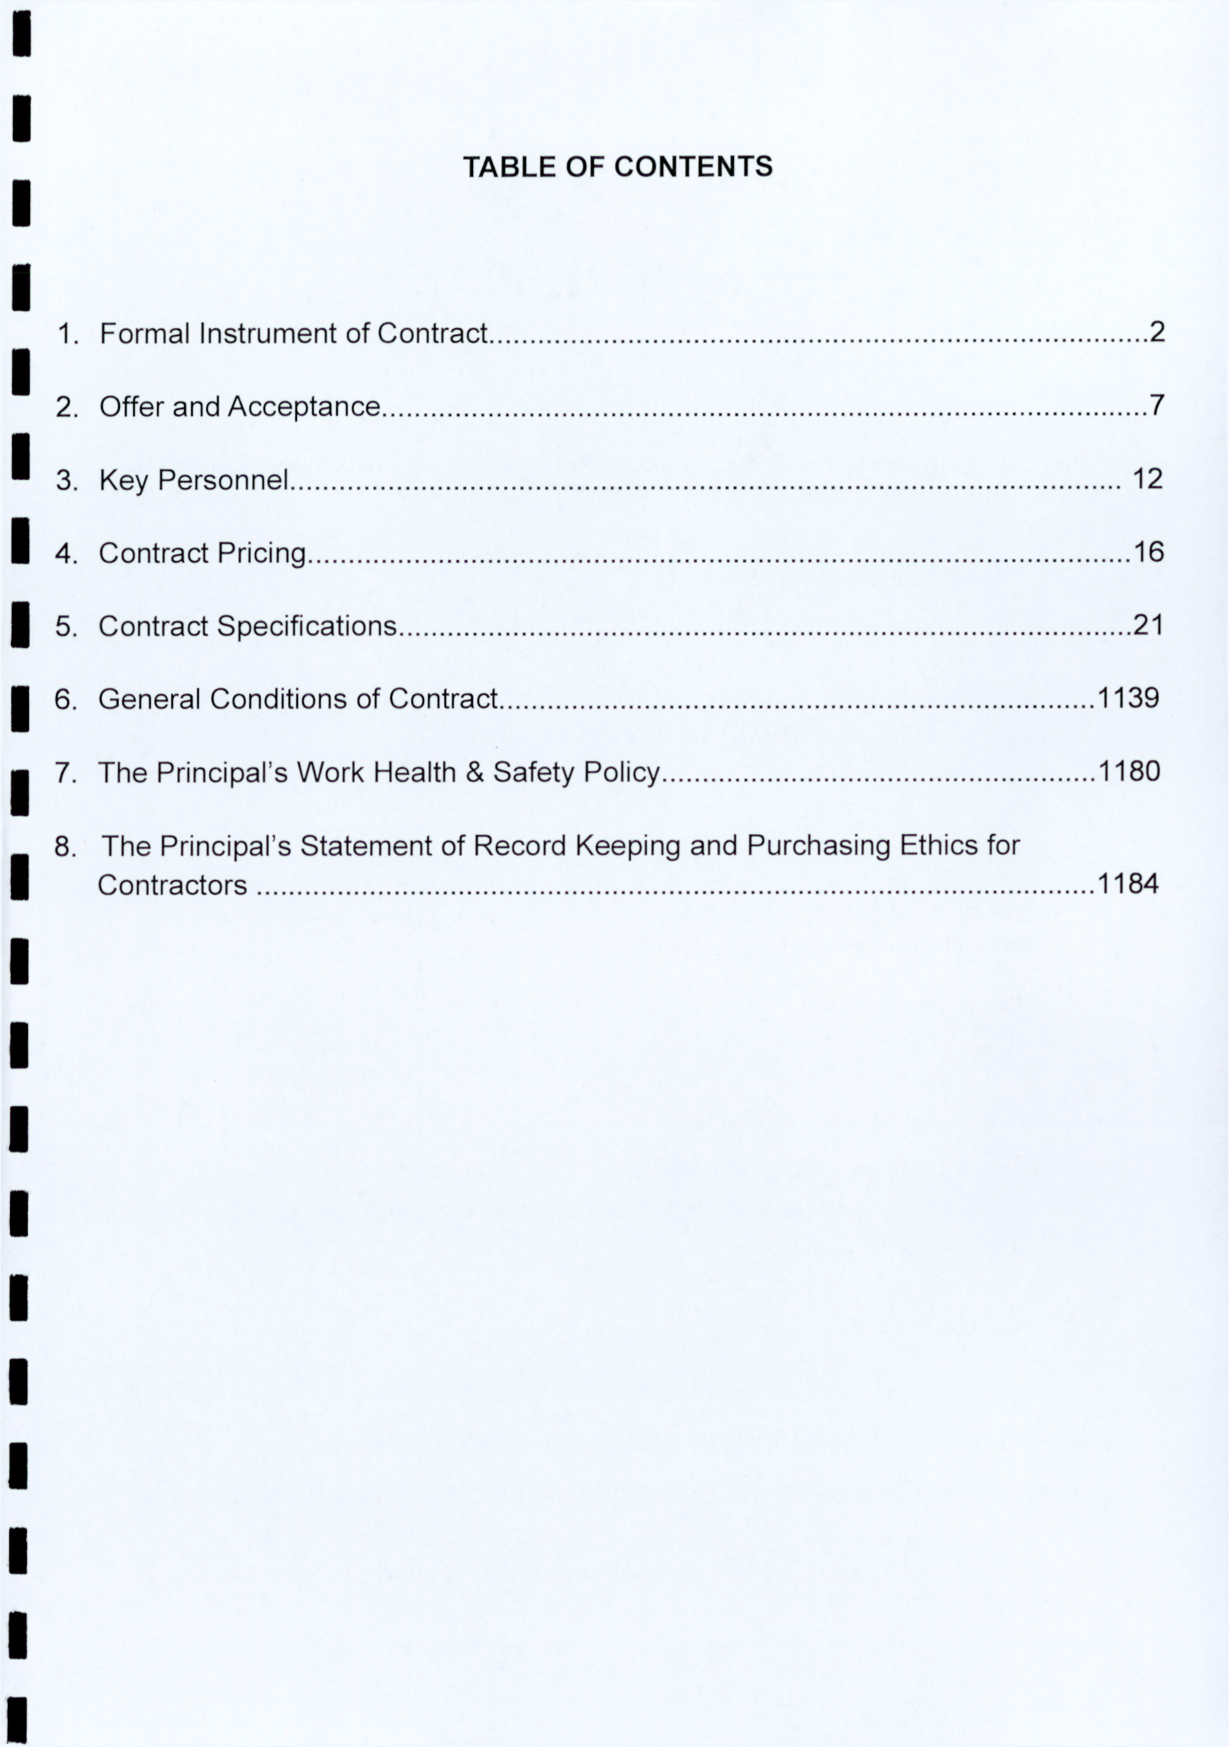 TABLE OF CONTENTS
1. Formal Instrument of Contract........................................................................................2
2. Offer and Acceptance........................................................................................7
3. Key Personnel........................................................................................ 12
4. Contract Pricing........................................................................................16
5. Contract Specifications........................................................................................21
6. General Conditions of Contract........................................................................1139
7. The Principal's Work Health & Safety Policy....................................................1180
8. The Principal's Statement of Record Keeping and Purchasing Ethics for
Contractors ........................................................................................1184